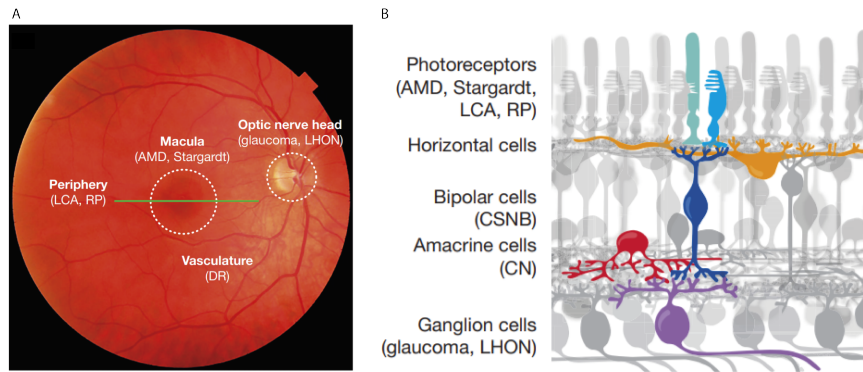 A
Macula
(AMD, Stargardt)
Optic nerve head
(glaucoma, LHON)
Periphery
(LCA, RP)
Vasculature
(DR)
B
Photoreceptors
(AMD, Stargardt,
LCA, RP)
Horizontal cells
Bipolar cells
(CSNB)
Amacrine cells
(CN)
Ganglion cells
(glaucoma, LHON)